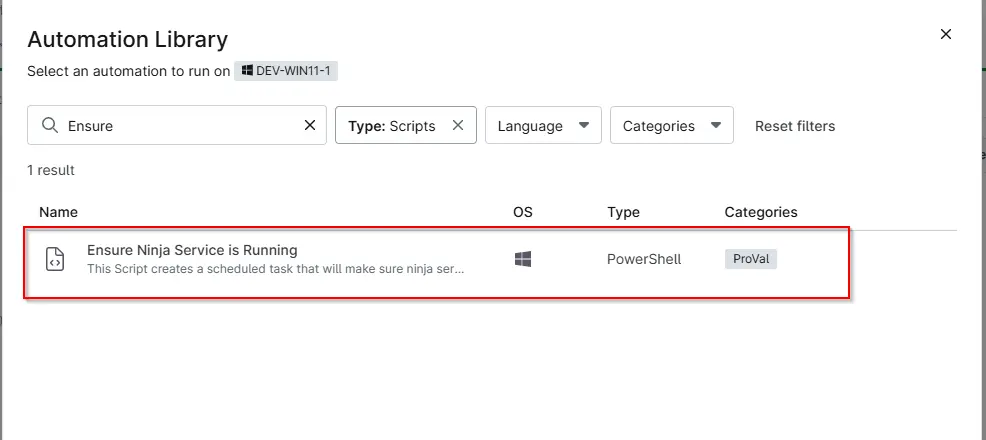 Automation Library
Select an automation to run on DEV-WIN11-1
Ensure Type: Scripts Language Categories Reset filters
1 result
Name OS Type Categories
Ensure Ninja Service is Running
This Script creates a scheduled task that will make sure ninja ser...
PowerShell ProVal